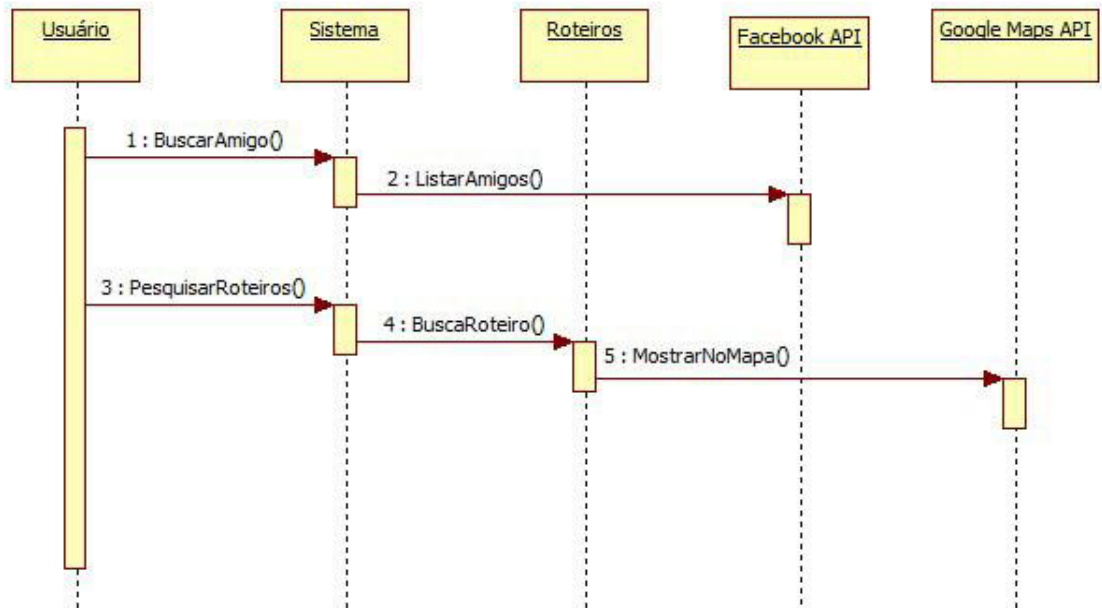 Usuário
Sistema
Roteiros
Facebook API
Google Maps API
1 : BuscarAmigo()
2 : ListarAmigos()
3 : PesquisarRoteiros()
4 : BuscaRoteiro()
5 : MostrarNoMapa()